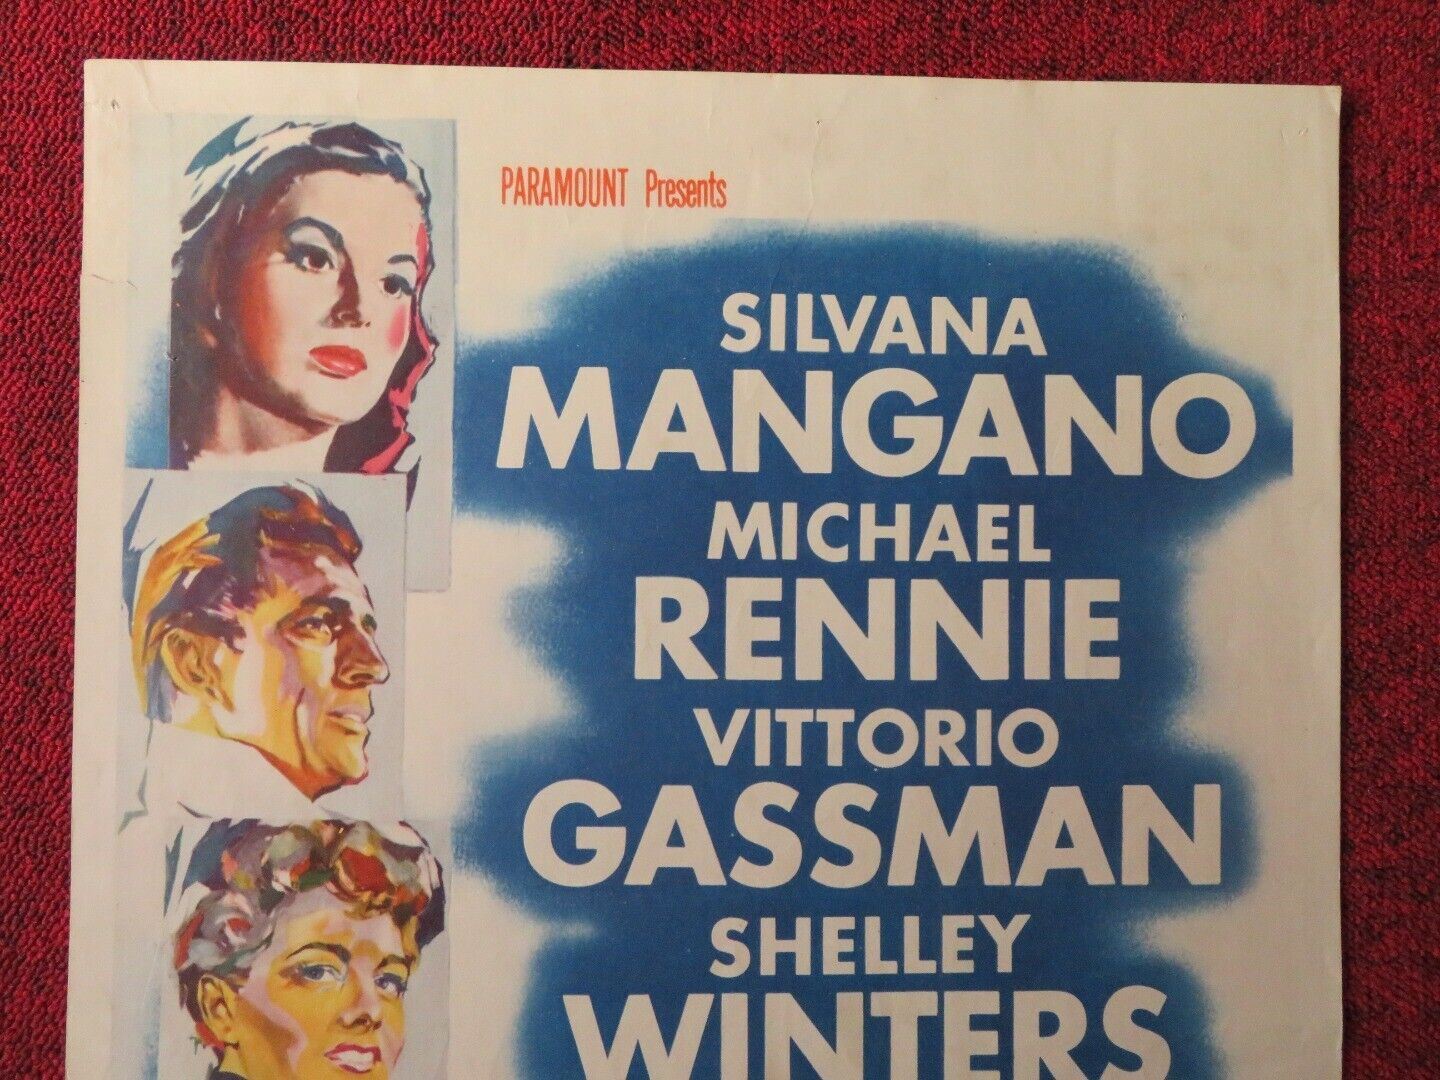 PARAMOUNT Presents
SILVANA
MANGANO
MICHAEL
RENNIE
VITTORIO
GASSMAN
SHELLEY
WINTERS